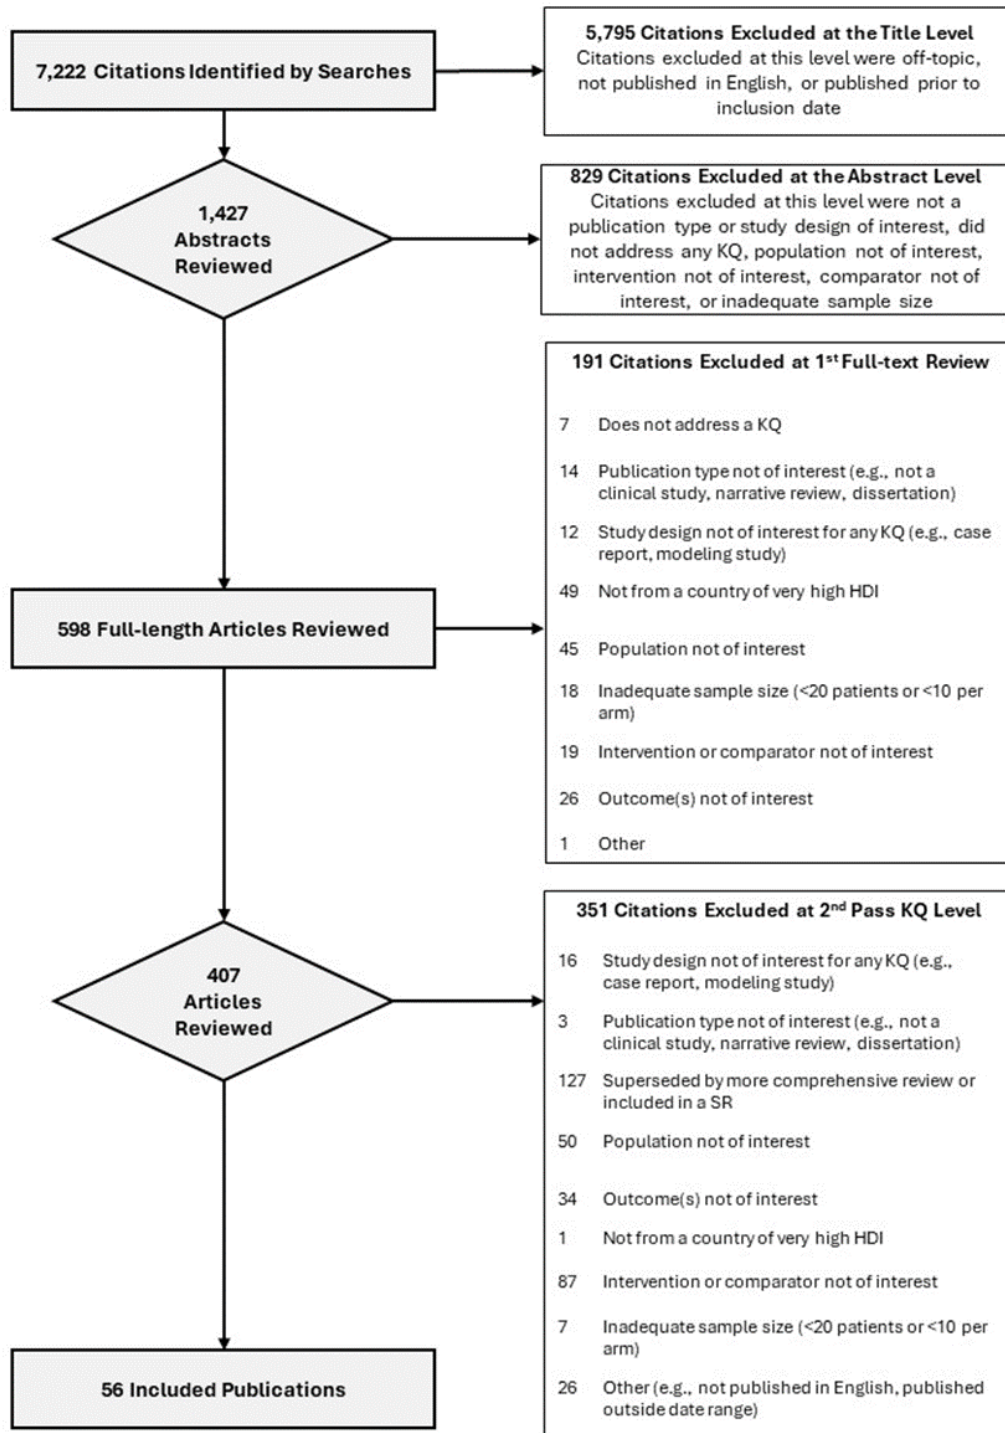 7,222 Citations Identified by Searches
5,795 Citations Excluded at the Title Level
Citations excluded at this level were off-topic,
not published in English, or published prior to
inclusion date
1,427
Abstracts
Reviewed
829 Citations Excluded at the Abstract Level
Citations excluded at this level were not a
publication type or study design of interest, did
not address any KQ, population not of interest,
intervention not of interest, comparator not of
interest, or inadequate sample size
598 Full-length Articles Reviewed
191 Citations Excluded at 1st Full-text Review
7 Does not address a KQ
14 Publication type not of interest (e.g., not a
clinical study, narrative review, dissertation)
12 Study design not of interest for any KQ (e.g., case
report, modeling study)
49 Not from a country of very high HDI
45 Population not of interest
18 Inadequate sample size (<20 patients or <10 per
arm)
19 Intervention or comparator not of interest
26 Outcome(s) not of interest
1 Other
407
Articles
Reviewed
351 Citations Excluded at 2nd Pass KQ Level
16 Study design not of interest for any KQ (e.g.,
case report, modeling study)
3 Publication type not of interest (e.g., not a
clinical study, narrative review, dissertation)
127 Superseded by more comprehensive review or
included in a SR
50 Population not of interest
34 Outcome(s) not of interest
1 Not from a country of very high HDI
87 Intervention or comparator not of interest
7 Inadequate sample size (<20 patients or <10 per
arm)
26 Other (e.g., not published in English, published
outside date range)
56 Included Publications